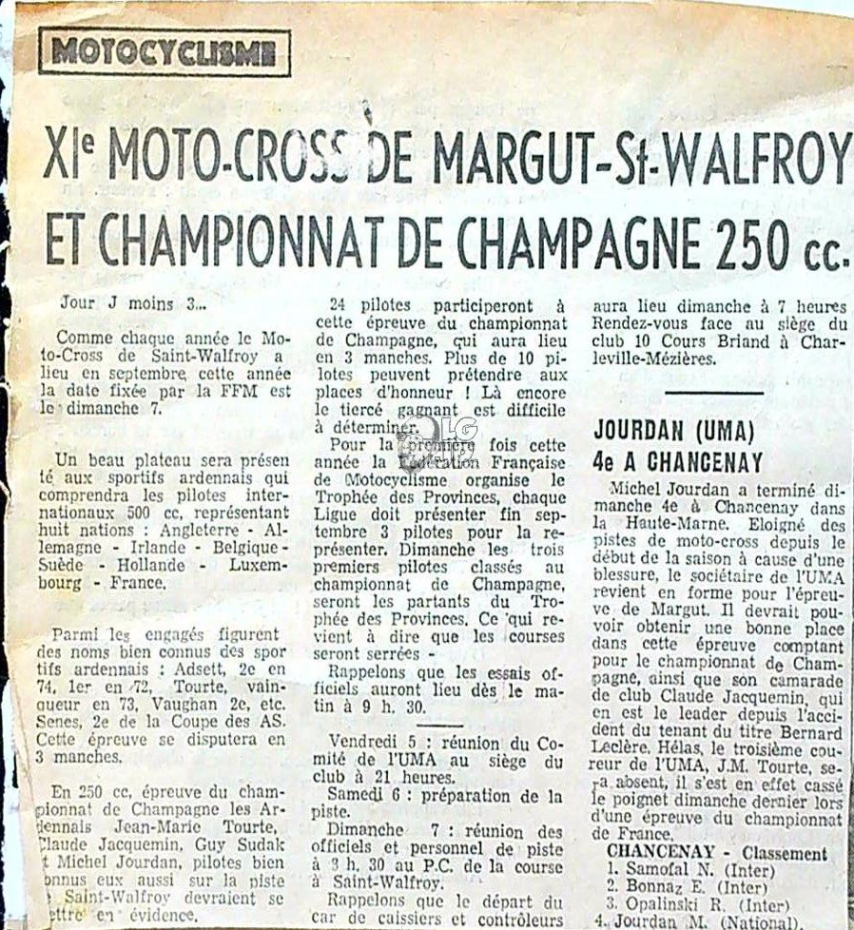 MOTOCYCLISME
XIe MOTO-CROSS DE MARGUT-St-WALFROY
ET CHAMPIONNAT DE CHAMPAGNE 250 cc.
Jour J moins 3...
Comme chaque année le Mo-
to-Cross de Saint-Walfroy a
lieu en septembre cette année
la date fixée par la FFM est
le dimanche 7.
Un beau plateau sera présen
té aux sportifs ardennais qui
comprendra les pilotes inter-
nationaux 500 cc, représentant
huit nations : Angleterre - Al-
lemagne - Irlande - Belgique -
Suède - Hollande - Luxem-
bourg - France.
Parmi les engagés figurent
des noms bien connus des spor
tifs ardennais : Adsett, 2e en
74, 1er en 72, Tourte, vain-
queur en 73, Vaughan 2e, etc.
Senes, 2e de la Coupe des AS.
Cette épreuve se disputera en
3 manches.
En 250 cc, épreuve du cham-
pionnat de Champagne les Ar-
dennais Jean-Marie Tourte,
Claude Jacquemin, Guy Sudak
t Michel Jourdan, pilotes bien
onnus eux aussi sur la piste
Saint-Walfroy devraient se
ettre en évidence.
24 pilotes participeront à
cette épreuve du championnat
de Champagne, qui aura lieu
en 3 manches. Plus de 10 pi-
lotes peuvent prétendre aux
places d'honneur ! Là encore
le tiercé gagnant est difficile
à déterminer.
Pour la première fois cette
année la Fédération Française
de Motocyclisme organise le
Trophée des Provinces, chaque
Ligue doit présenter fin sep-
tembre 3 pilotes pour la re-
présenter. Dimanche les trois
premiers pilotes classés au
championnat de Champagne,
seront les partants du Tro-
phée des Provinces. Ce qui re-
vient à dire que les courses
seront serrées -
Rappelons que les essais of-
ficiels auront lieu dès le ma-
tin à 9 h. 30.
Vendredi 5 : réunion du Co-
mité de l'UMA au siège du
club à 21 heures.
Samedi 6 : préparation de la
piste.
Dimanche 7 : réunion des
officiels et personnel de piste
à h. 30 au P.C. de la course
à Saint-Walfroy.
Rappelons que le départ du
car de caissiers et contrôleurs
aura lieu dimanche à 7 heures
Rendez-vous face au siège du
club 10 Cours Briand à Char-
leville-Mézières.
JOURDAN (UMA)
4e A CHANCENAY
Michel Jourdan a terminé di-
manche 4e à Chancenay dans
la Haute-Marne. Eloigné des
pistes de moto-cross depuis le
début de la saison à cause d'une
blessure, le sociétaire de l'UMA
revient en forme pour l'épreu-
ve de Margut. Il devrait pou-
voir obtenir une bonne place
dans cette épreuve comptant
pour le championnat de Cham-
pagne, ainsi que son camarade
de club Claude Jacquemin, qui
en est le leader depuis l'acci-
dent du tenant du titre Bernard
Leclère. Hélas, le troisième cou-
reur de l'UMA, J.M. Tourte, se-
ra absent, il s'est en effet cassé
le poignet dimanche dernier lors
d'une épreuve du championnat
de France.
CHANCENAY - Classement
1. Samofal N. (Inter)
2. Bonnaz E. (Inter)
3. Opalinski R. (Inter)
4. Jourdan M. (National).